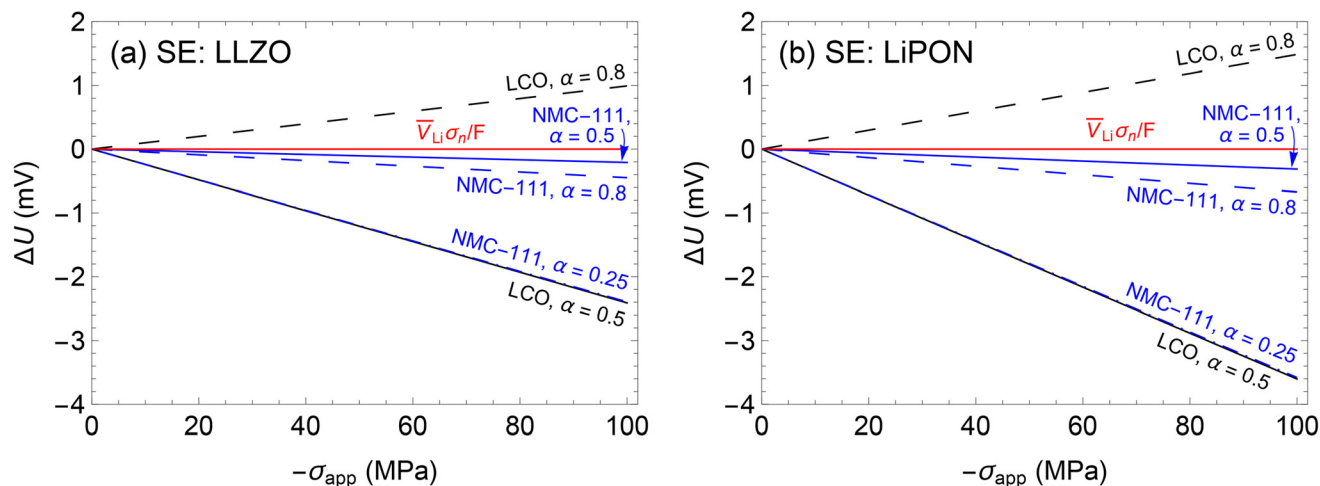 (a) SE: LLZO
LCO, α = 0.8
NMC−111,
α = 0.5
V̅Li σn/F
NMC−111, α = 0.8
NMC−111, α = 0.25
LCO, α = 0.5
2
1
0
−1
−2
−3
−4
ΔU (mV)
0 20 40 60 80 100
−σapp (MPa)
(b) SE: LiPON
LCO, α = 0.8
NMC−111,
α = 0.5
V̅Li σn/F
NMC−111, α = 0.8
NMC−111, α = 0.25
LCO, α = 0.5
2
1
0
−1
−2
−3
−4
ΔU (mV)
0 20 40 60 80 100
−σapp (MPa)